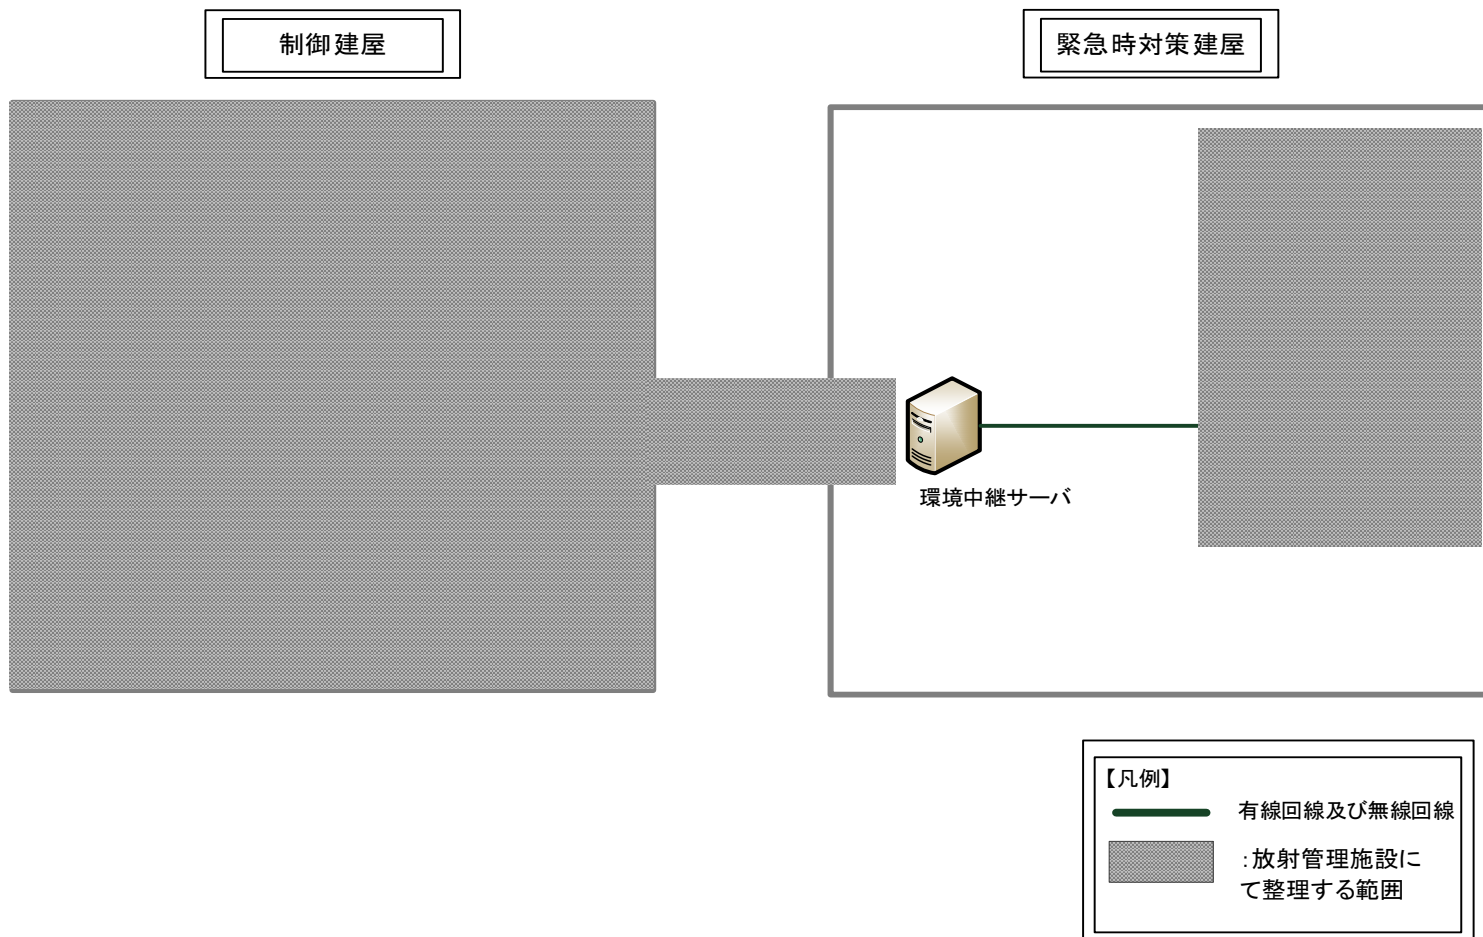 制御建屋
緊急時対策建屋
環境中継サーバ
【凡例】
有線回線及び無線回線
:放射管理施設に
て整理する範囲